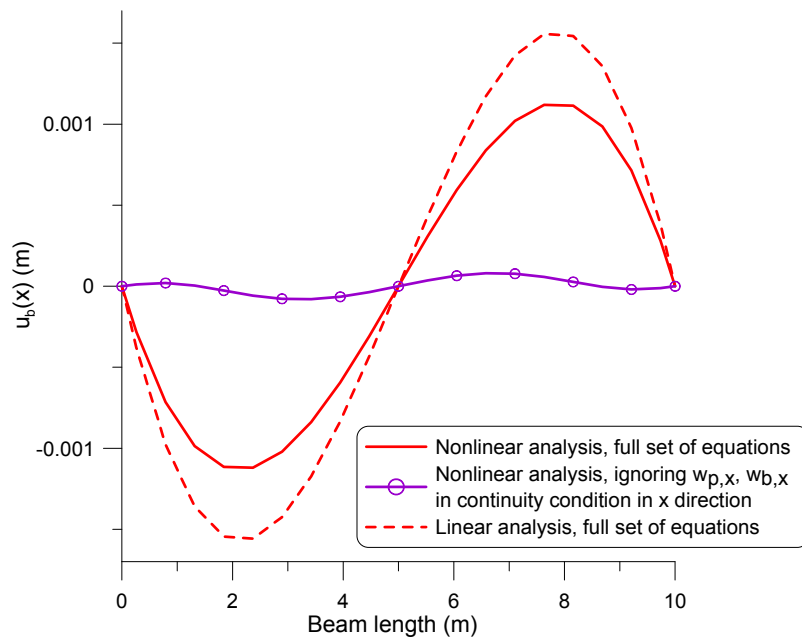 0.001
0
-0.001
u_b(x) (m)
0 2 4 6 8 10
Beam length (m)
Nonlinear analysis, full set of equations
Nonlinear analysis, ignoring w_p,x, w_b,x
in continuity condition in x direction
Linear analysis, full set of equations